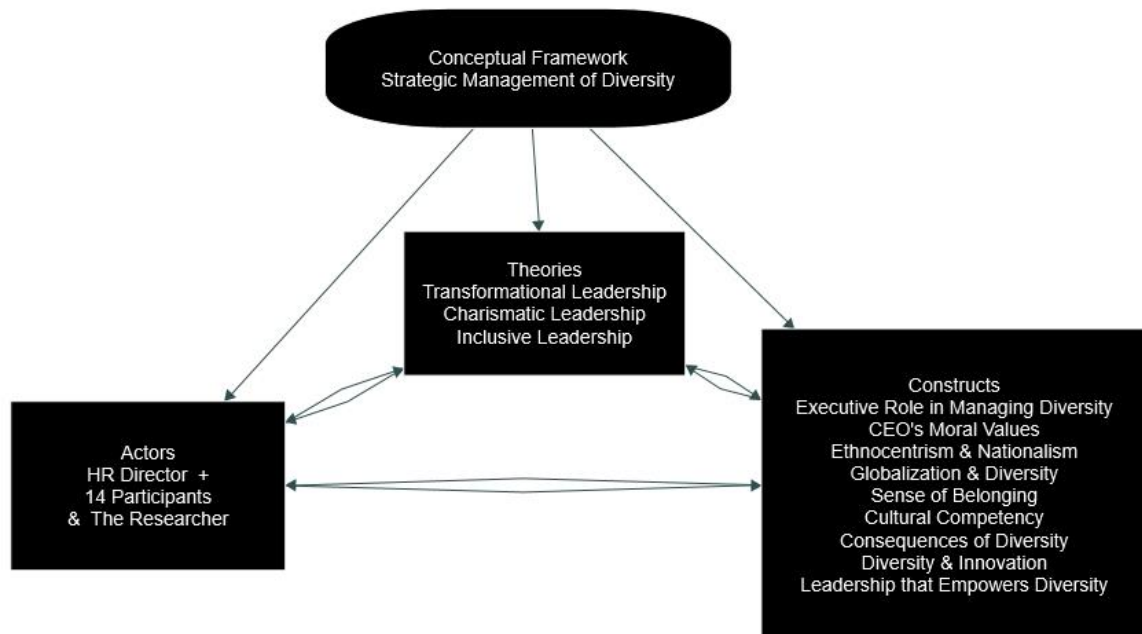 Conceptual Framework
Strategic Management of Diversity
Theories
Transformational Leadership
Charismatic Leadership
Inclusive Leadership
Actors
HR Director +
14 Participants
& The Researcher
Constructs
Executive Role in Managing Diversity
CEO's Moral Values
Ethnocentrism & Nationalism
Globalization & Diversity
Sense of Belonging
Cultural Competency
Consequences of Diversity
Diversity & Innovation
Leadership that Empowers Diversity